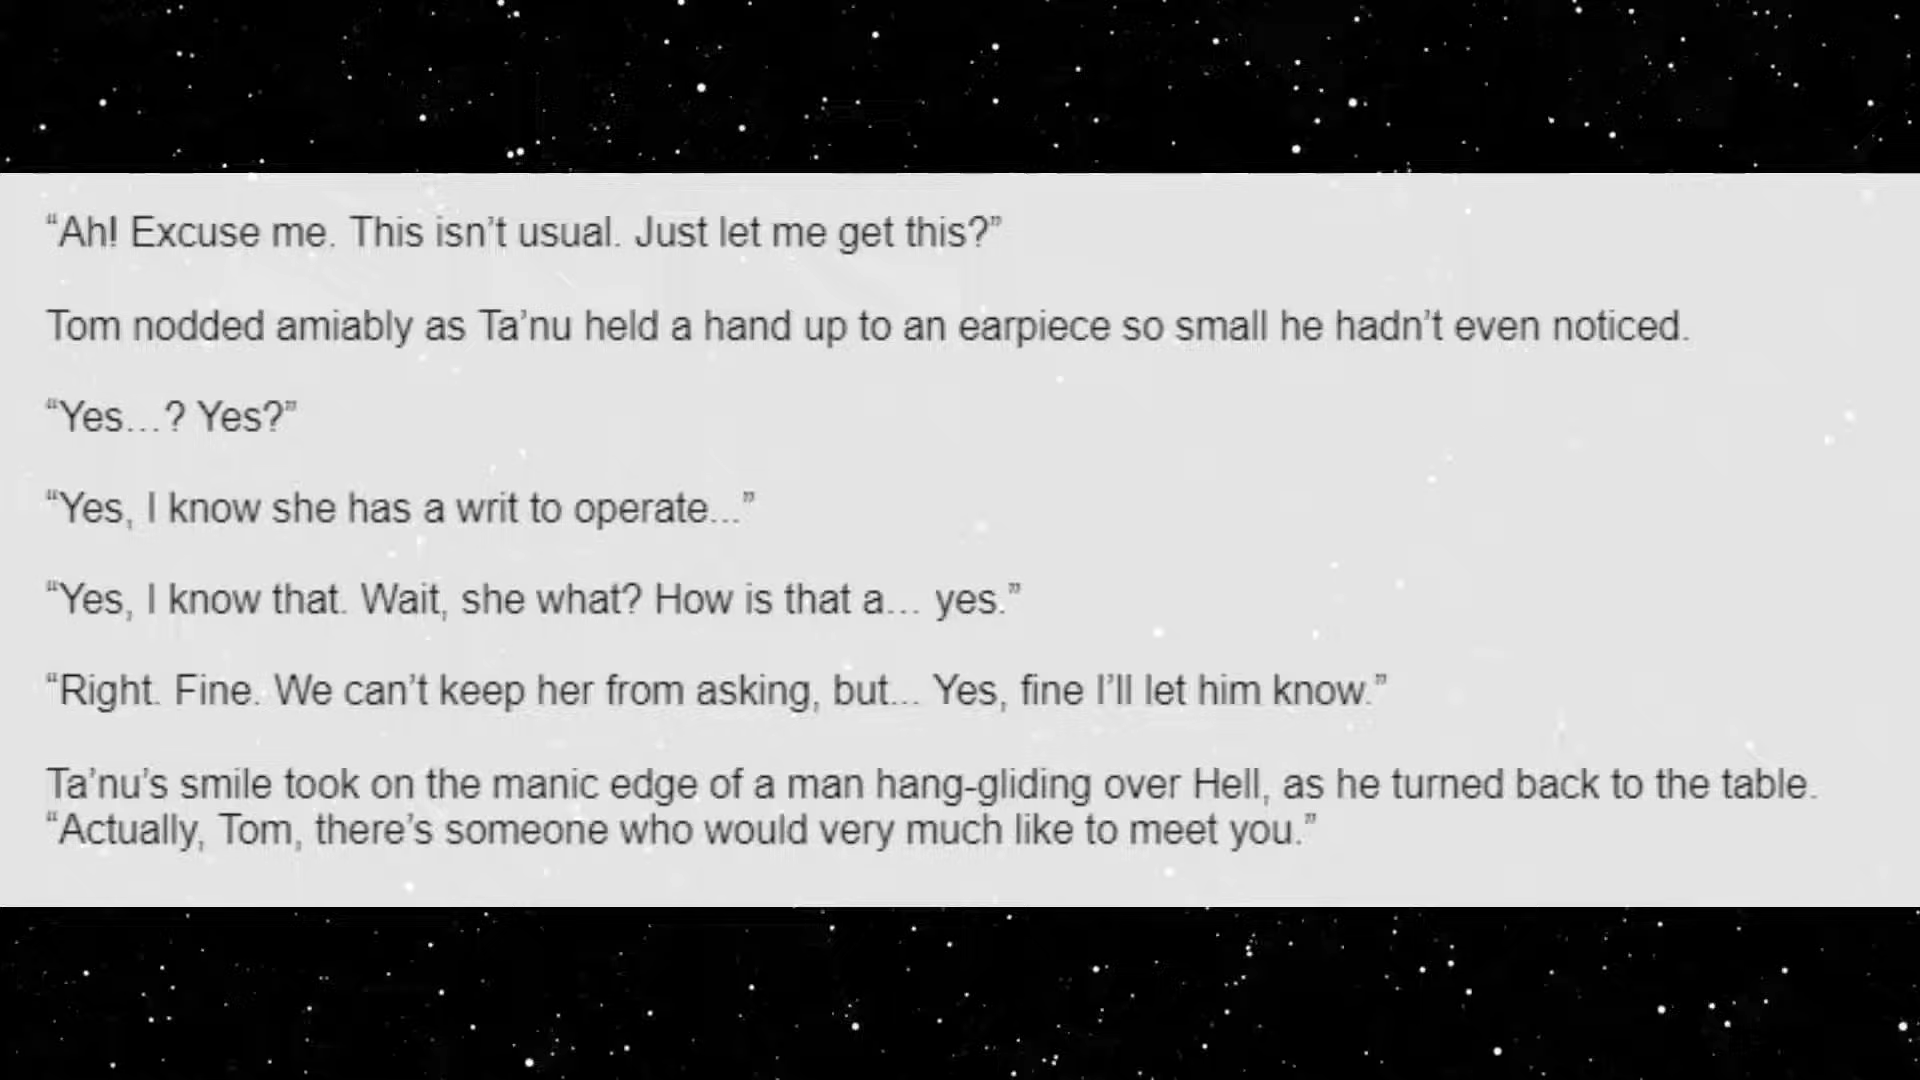 “Ah! Excuse me. This isn’t usual. Just let me get this?”
Tom nodded amiably as Ta’nu held a hand up to an earpiece so small he hadn’t even noticed.
“Yes…? Yes?”
“Yes, I know she has a writ to operate…”
“Yes, I know that. Wait, she what? How is that a… yes.”
“Right. Fine. We can’t keep her from asking, but… Yes, fine I’ll let him know.”
Ta’nu’s smile took on the manic edge of a man hang-gliding over Hell, as he turned back to the table.
“Actually, Tom, there’s someone who would very much like to meet you.”